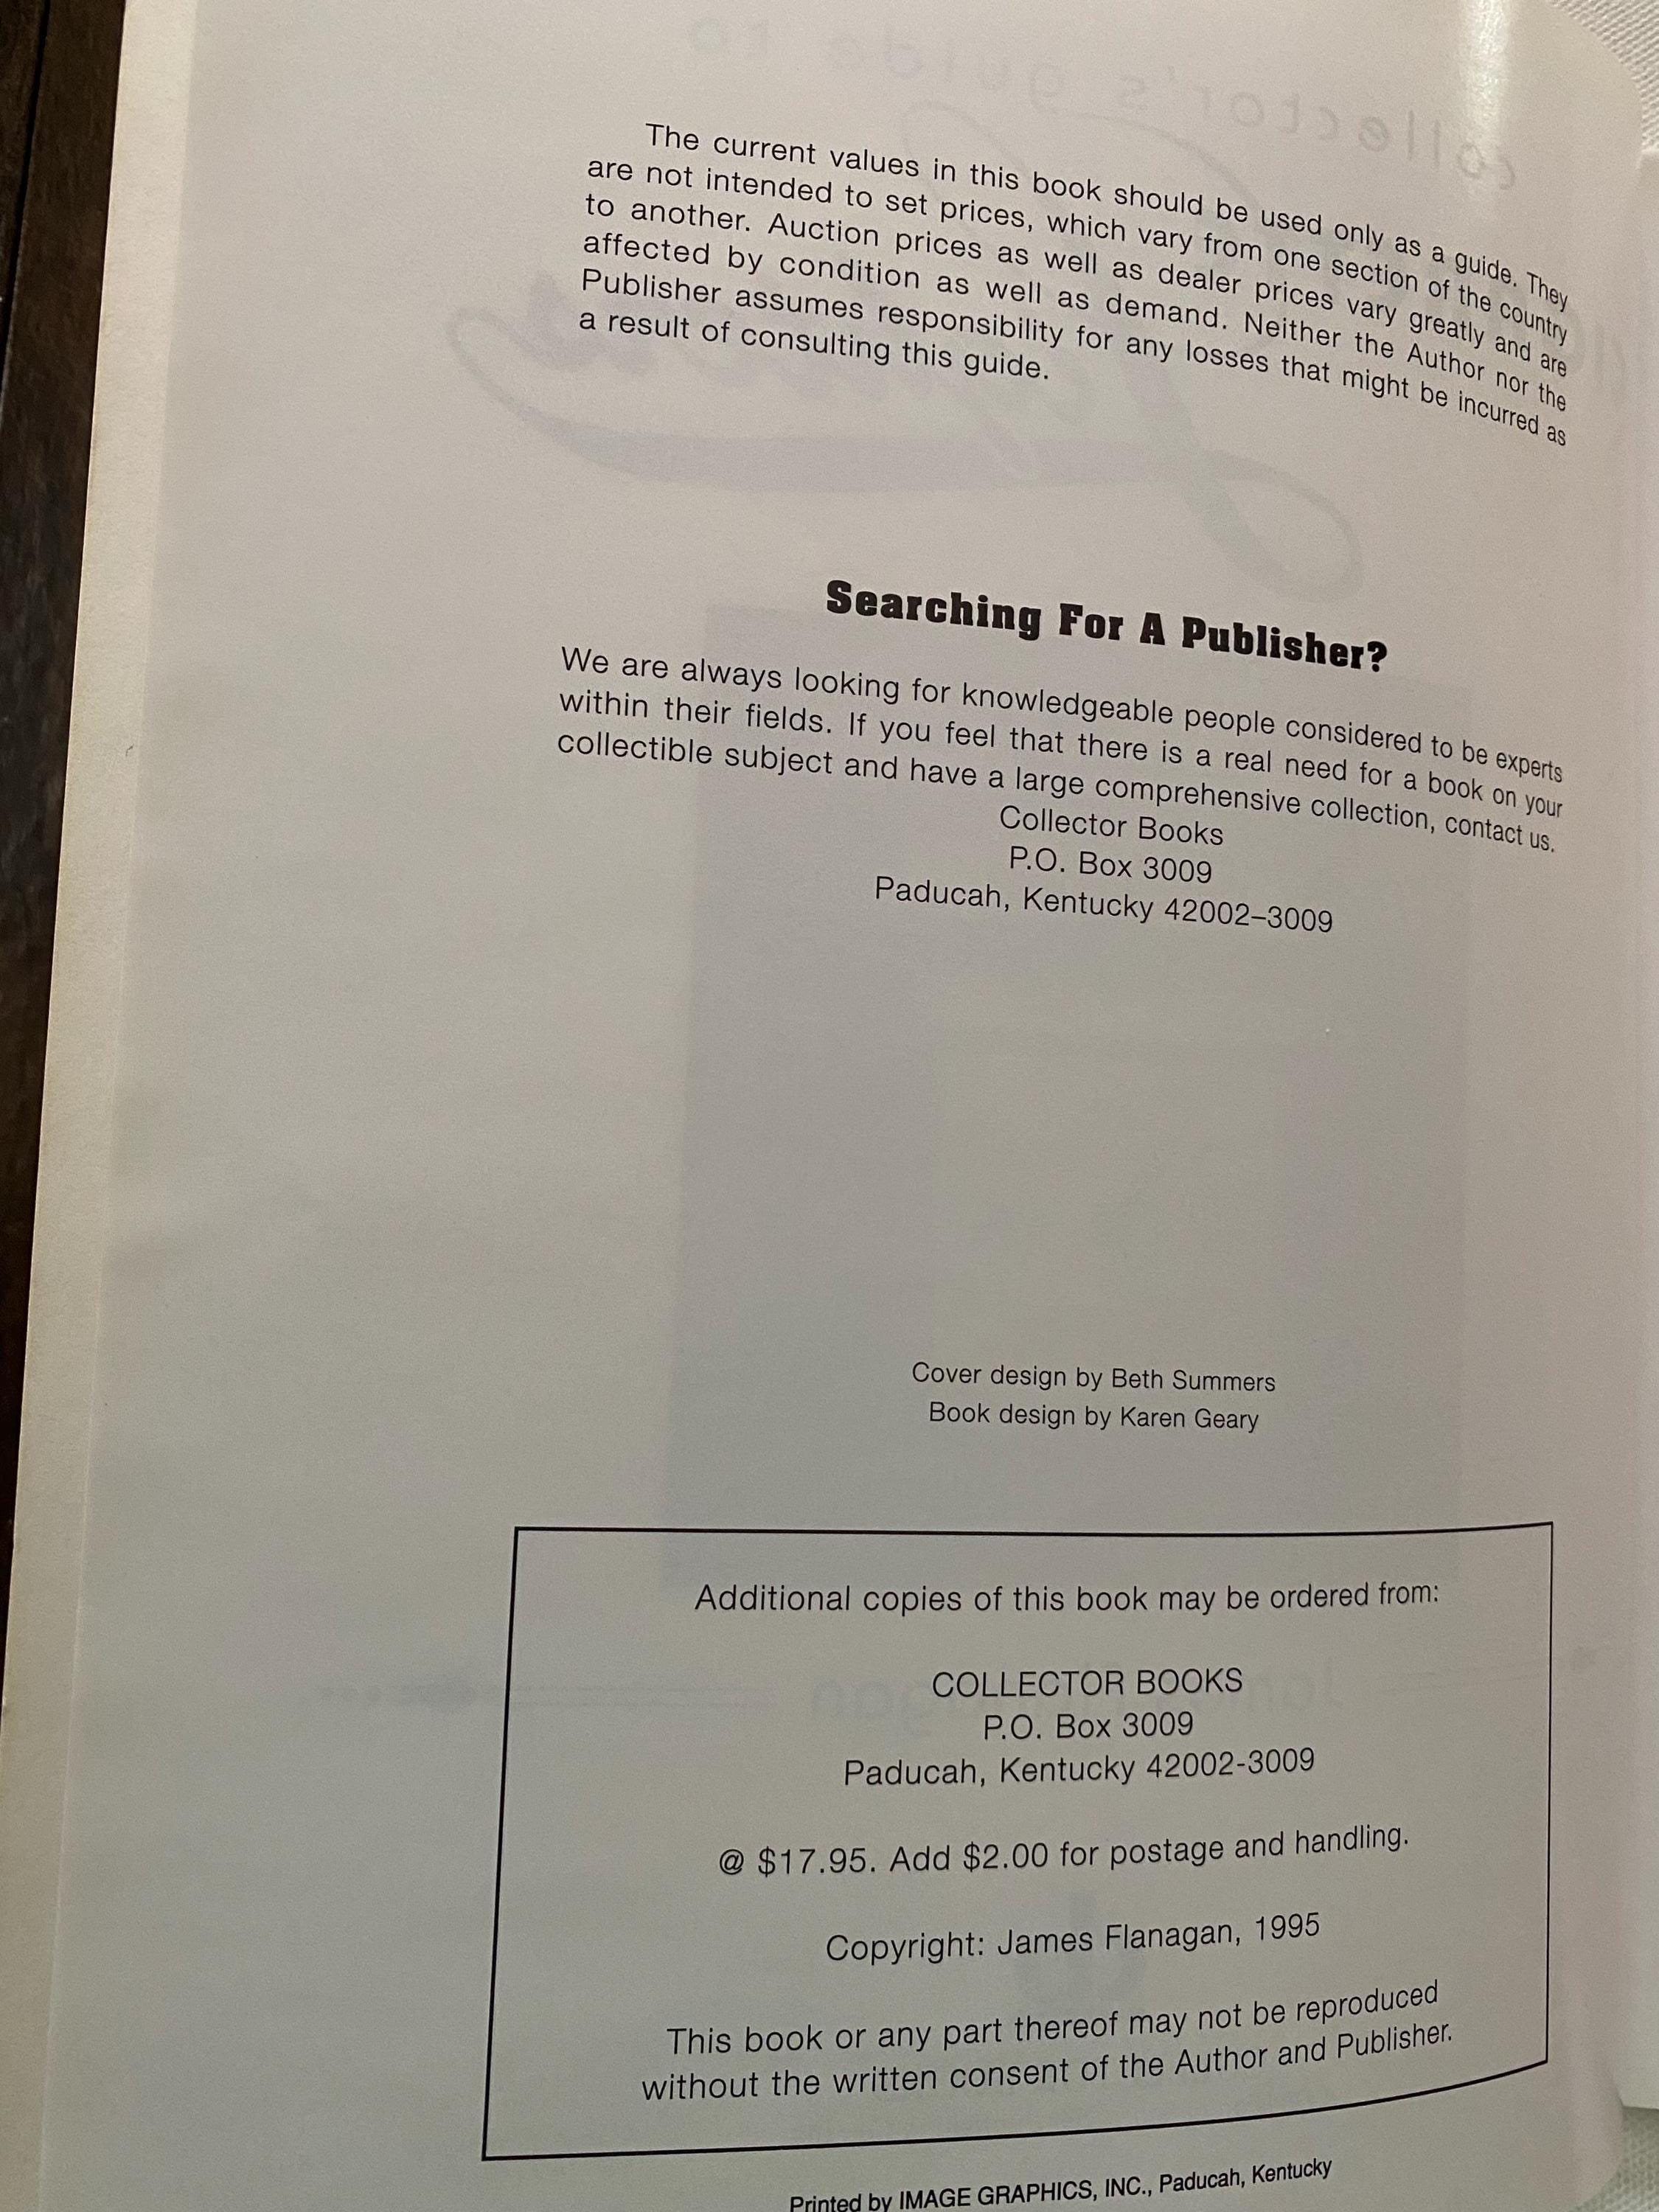 collector's guide to
The current values in this book should be used only as a guide. They
are not intended to set prices, which vary from one section of the country
to another. Auction prices as well as dealer prices vary greatly and are
affected by condition as well as demand. Neither the Author nor the
Publisher assumes responsibility for any losses that might be incurred as
a result of consulting this guide.
Searching For A Publisher?
We are always looking for knowledgeable people considered to be experts
within their fields. If you feel that there is a real need for a book on your
collectible subject and have a large comprehensive collection, contact us.
Collector Books
P.O. Box 3009
Paducah, Kentucky 42002–3009
Cover design by Beth Summers
Book design by Karen Geary
Additional copies of this book may be ordered from:
COLLECTOR BOOKS
P.O. Box 3009
Paducah, Kentucky 42002-3009
@ $17.95. Add $2.00 for postage and handling.
Copyright: James Flanagan, 1995
This book or any part thereof may not be reproduced
without the written consent of the Author and Publisher.
Printed by IMAGE GRAPHICS, INC., Paducah, Kentucky